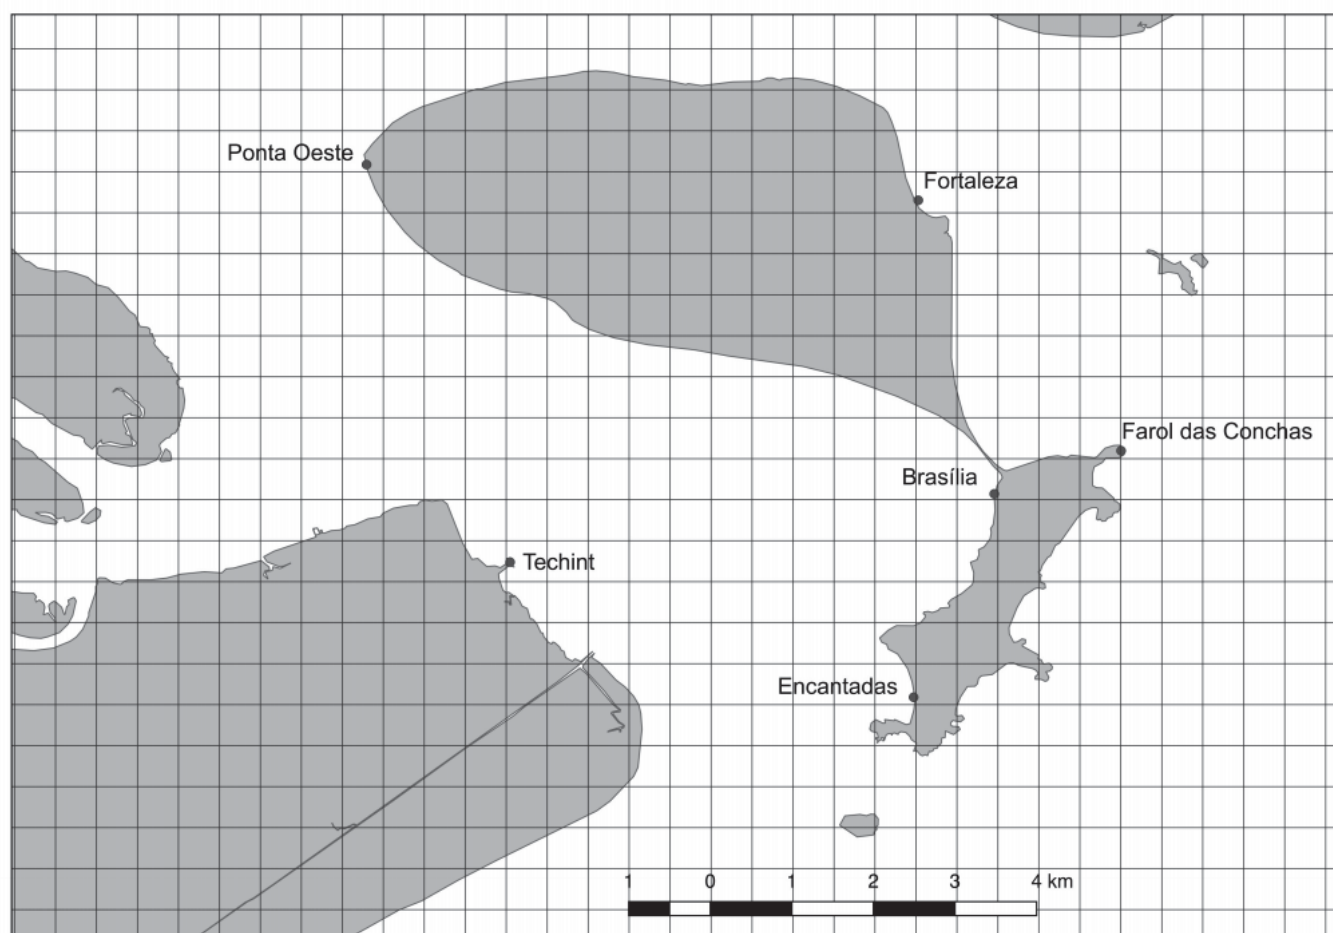 Ponta Oeste
Fortaleza
Farol das Conchas
Brasília
Techint
Encantadas
1 0 1 2 3 4 km